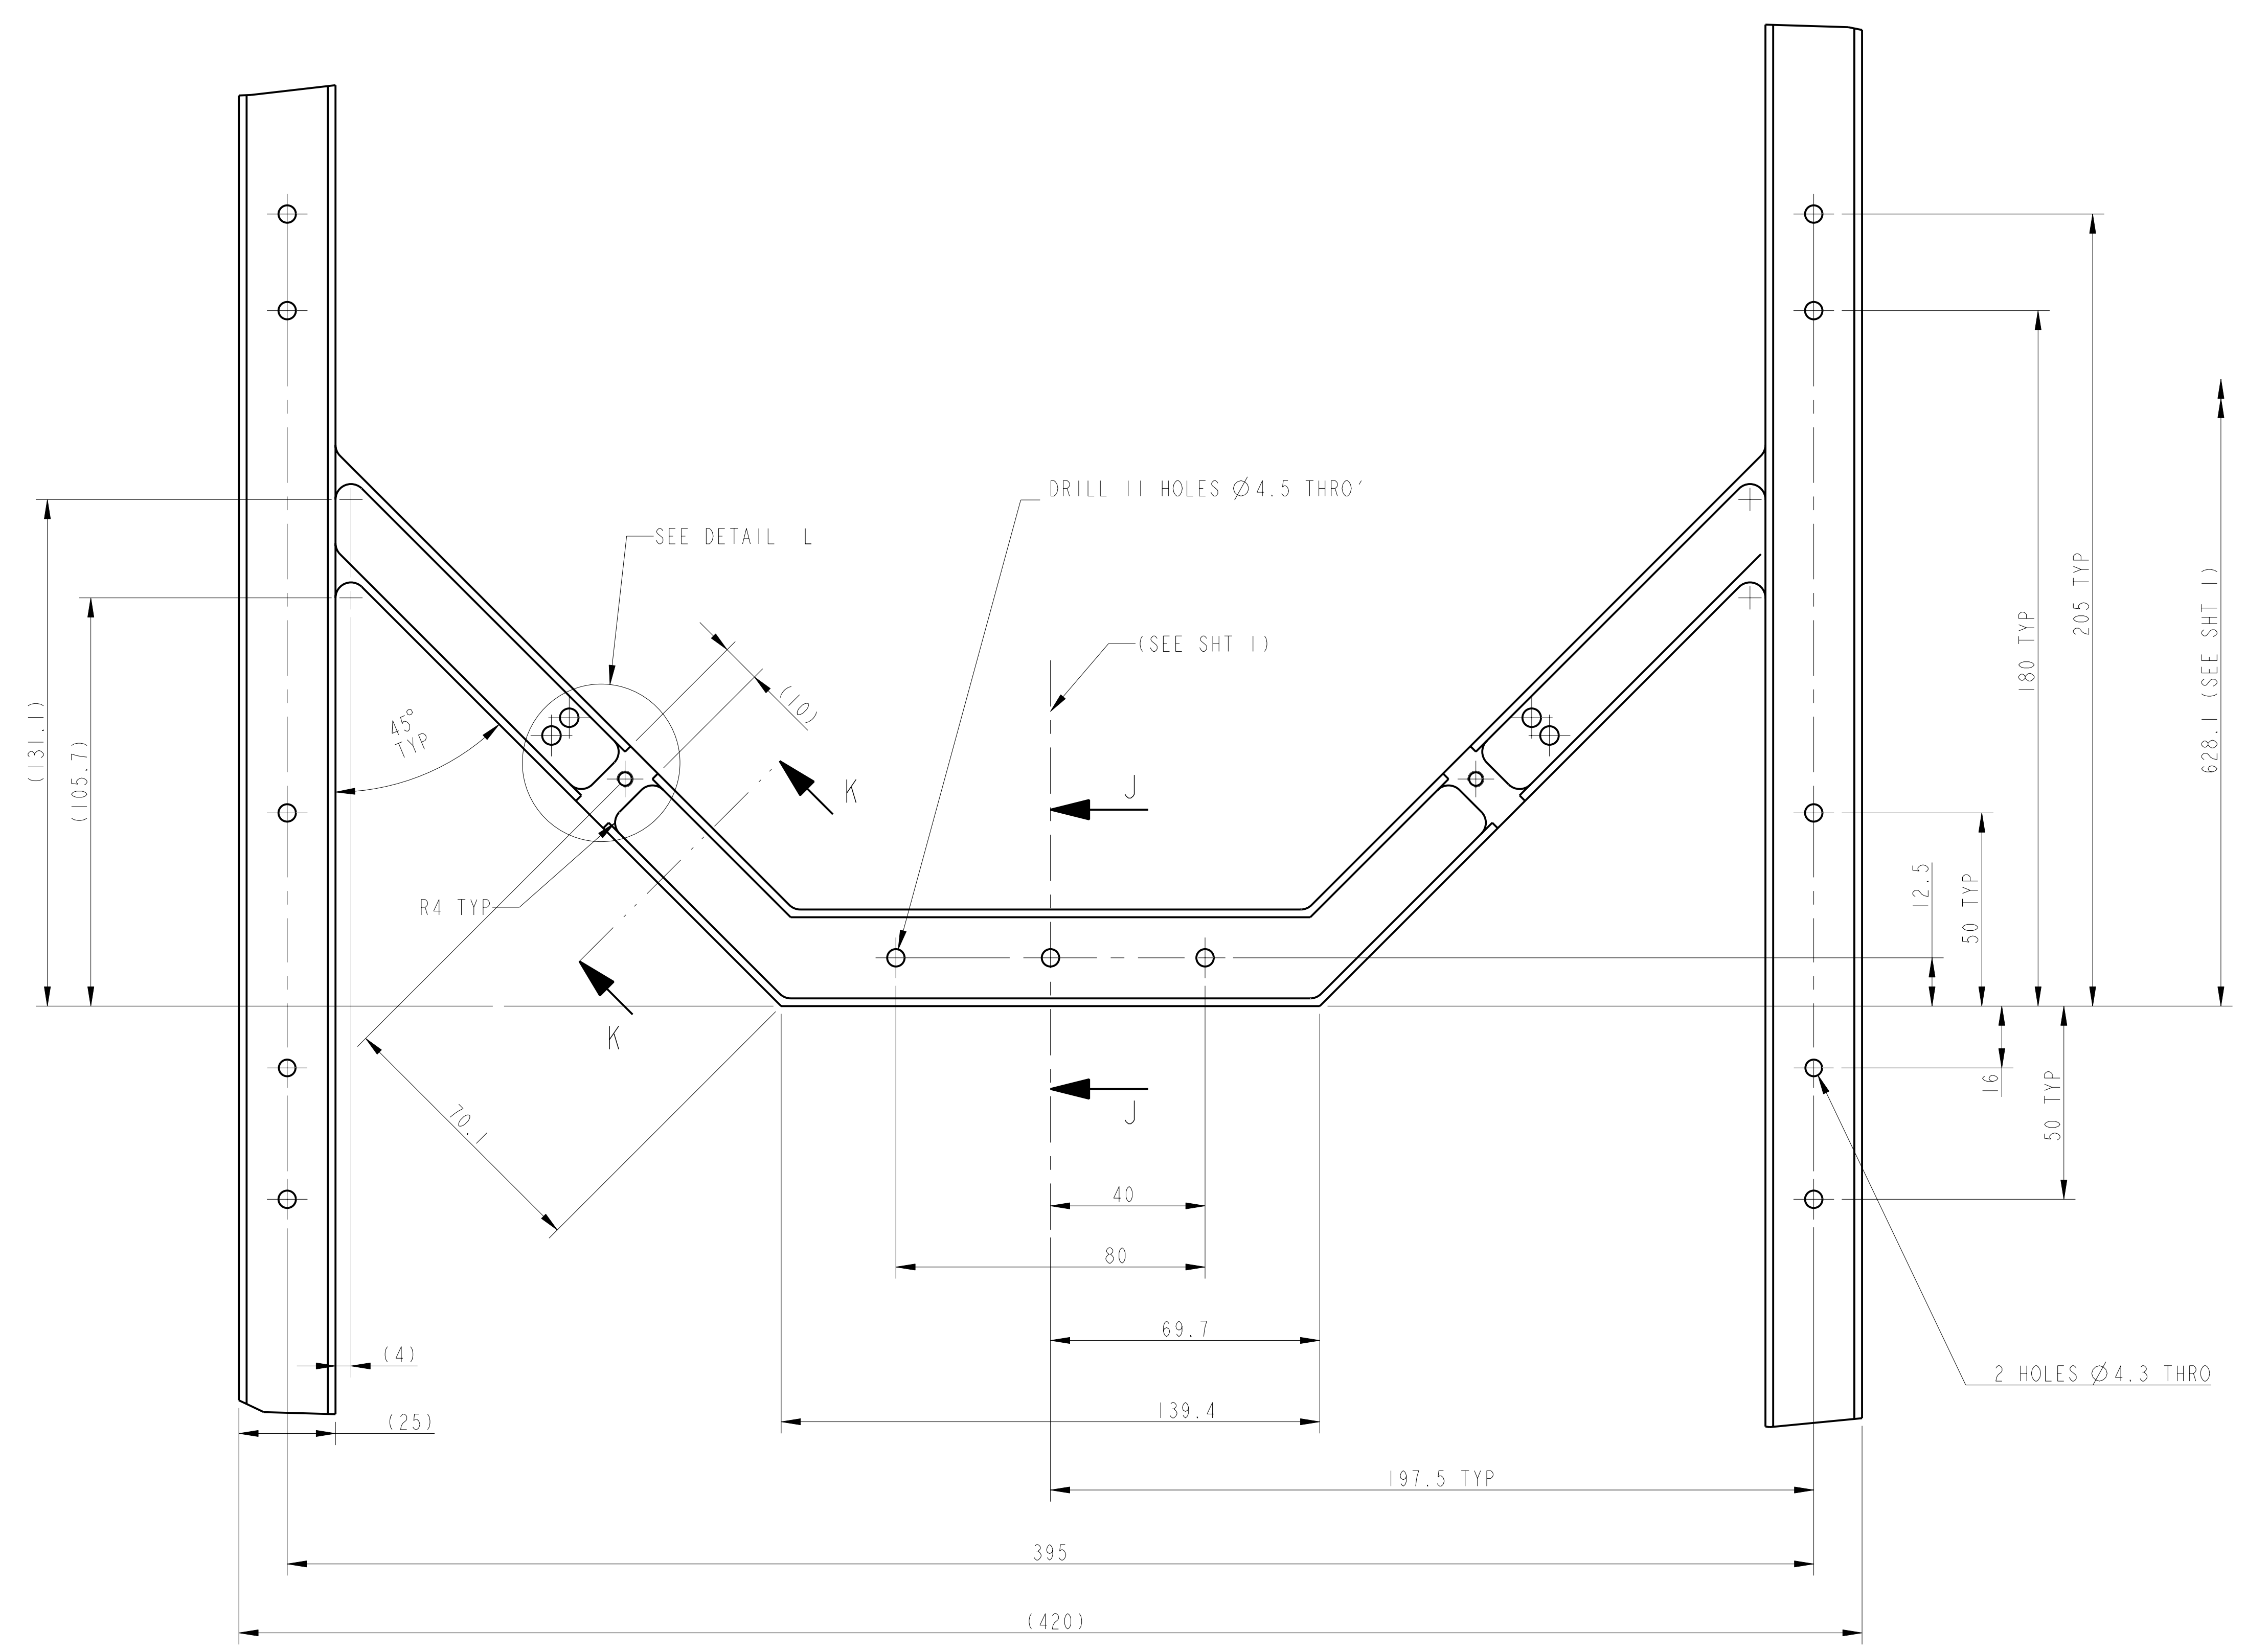 DRILL 11 HOLES Ø4.5 THRO′
SEE DETAIL L
(SEE SHT 1)
205 TYP
180 TYP
628.1 (SEE SHT 1)
(10)
45°
TYP
(131.1)
(105.7)
K
J
R4 TYP
12.5
50 TYP
K
J
16
50 TYP
70.1
40
80
69.7
(4)
2 HOLES Ø4.3 THRO
139.4
(25)
197.5 TYP
395
(420)